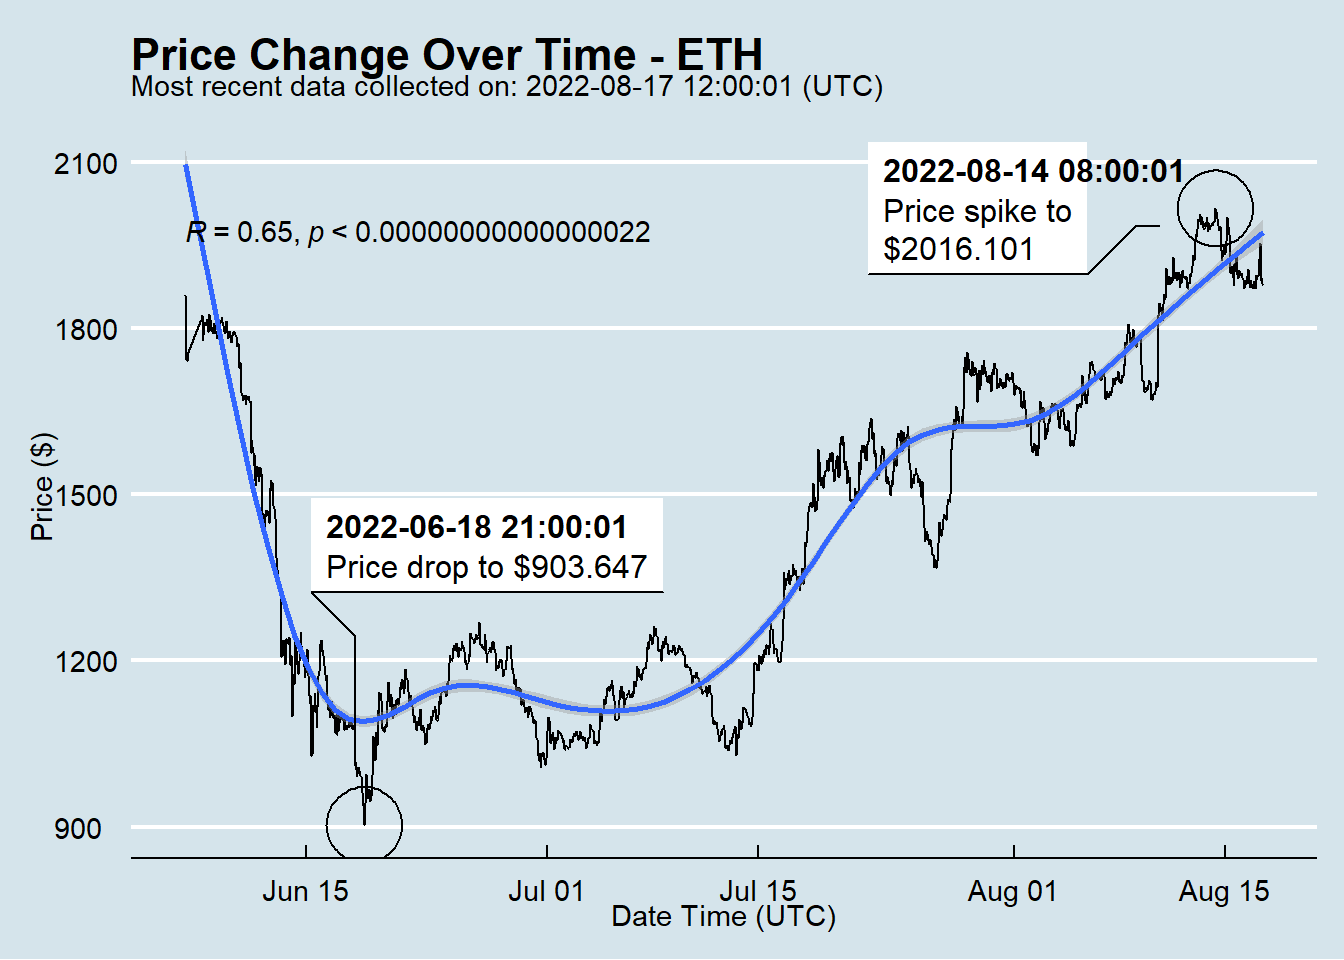 Price Change Over Time - ETH
Most recent data collected on: 2022-08-17 12:00:01 (UTC)
2100
1800
1500
1200
900
Price ($)
R = 0.65, p < 0.00000000000000022
2022-08-14 08:00:01
Price spike to
$2016.101
2022-06-18 21:00:01
Price drop to $903.647
Jun 15
Jul 01
Jul 15
Aug 01
Aug 15
Date Time (UTC)